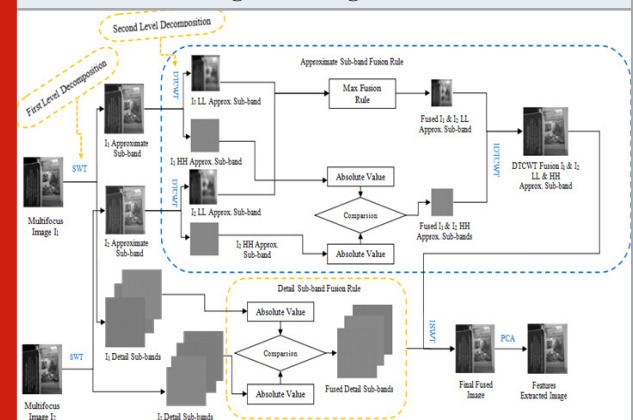 Second Level Decomposition
First Level Decomposition
Approximate Sub-band Fusion Rule
DTCWT
I₁ LL Approx. Sub-band
Max Fusion
Rule
Fused I₁ & I₂ LL
Approx. Sub-band
I₁ Approximate
Sub-band
SWT
I₁ HH Approx. Sub-band
DTCWT
I₂ LL Approx. Sub-band
Absolute Value
Comparsion
Absolute Value
IDTCWT
DTCWT Fusion I₁ & I₂
LL & HH
Approx. Sub-band
Fused I₁ & I₂ HH
Approx. Sub-bands
Multifocus
Image I₁
I₂ Approximate
Sub-band
I₂ HH Approx.
Sub-band
Detail Sub-band Fusion Rule
Absolute Value
Comparsion
Absolute Value
Fused Detail Sub-bands
SWT
Detail Sub-bands
Detail Sub-bands
Multifocus
ISWT
PCA
Final Fused
Image
Features
Extracted Image